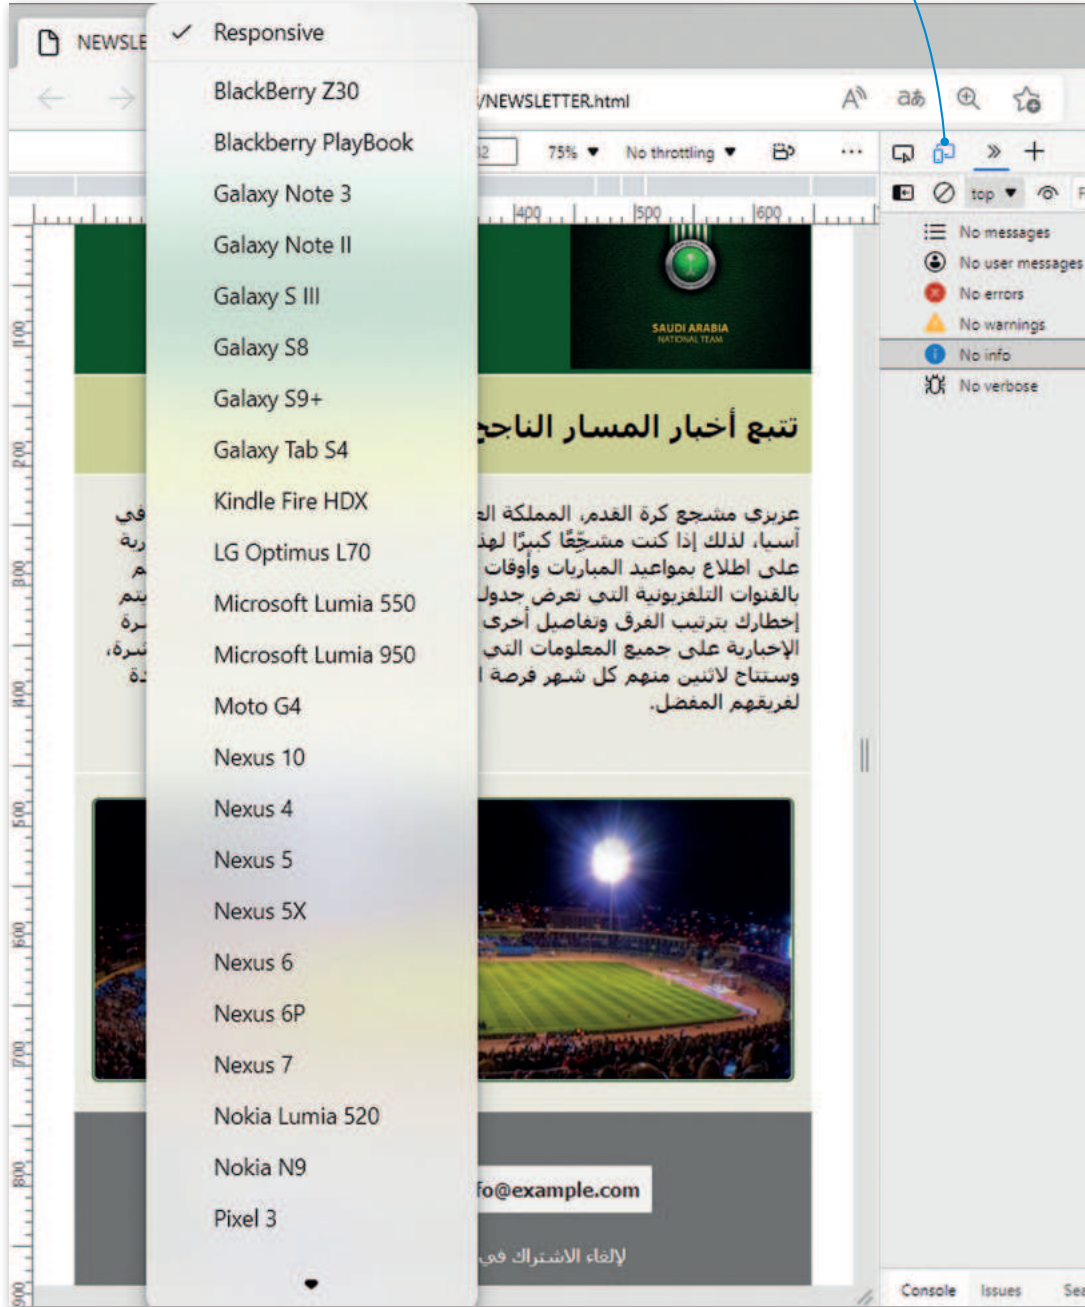 NEWSLE
/NEWSLETTER.html
75%
No throttling
top
Responsive
BlackBerry Z30
Blackberry PlayBook
Galaxy Note 3
Galaxy Note II
Galaxy S III
Galaxy S8
Galaxy S9+
Galaxy Tab S4
Kindle Fire HDX
LG Optimus L70
Microsoft Lumia 550
Microsoft Lumia 950
Moto G4
Nexus 10
Nexus 4
Nexus 5
Nexus 5X
Nexus 6
Nexus 6P
Nexus 7
Nokia Lumia 520
Nokia N9
Pixel 3
400 500 600
100
200
300
400
500
600
700
800
900
SAUDI ARABIA
NATIONAL TEAM
تتبع أخبار المسار الناجح
عزيزي مشجع كرة القدم، المملكة الع
في
آسيا، لذلك إذا كنت مشجّعًا كبيرًا لهذ
على اطلاع بمواعيد المباريات وأوقات
بالقنوات التلفزيونية التي تعرض جدول
إخطارك بترتيب الفرق وتفاصيل أخرى
الإخبارية على جميع المعلومات التي
وستتاح لاثنين منهم كل شهر فرصة ا
لفريقهم المفضل.
fo@example.com
لإلغاء الاشتراك في
No messages
No user messages
No errors
No warnings
No info
No verbose
Console Issues Sea